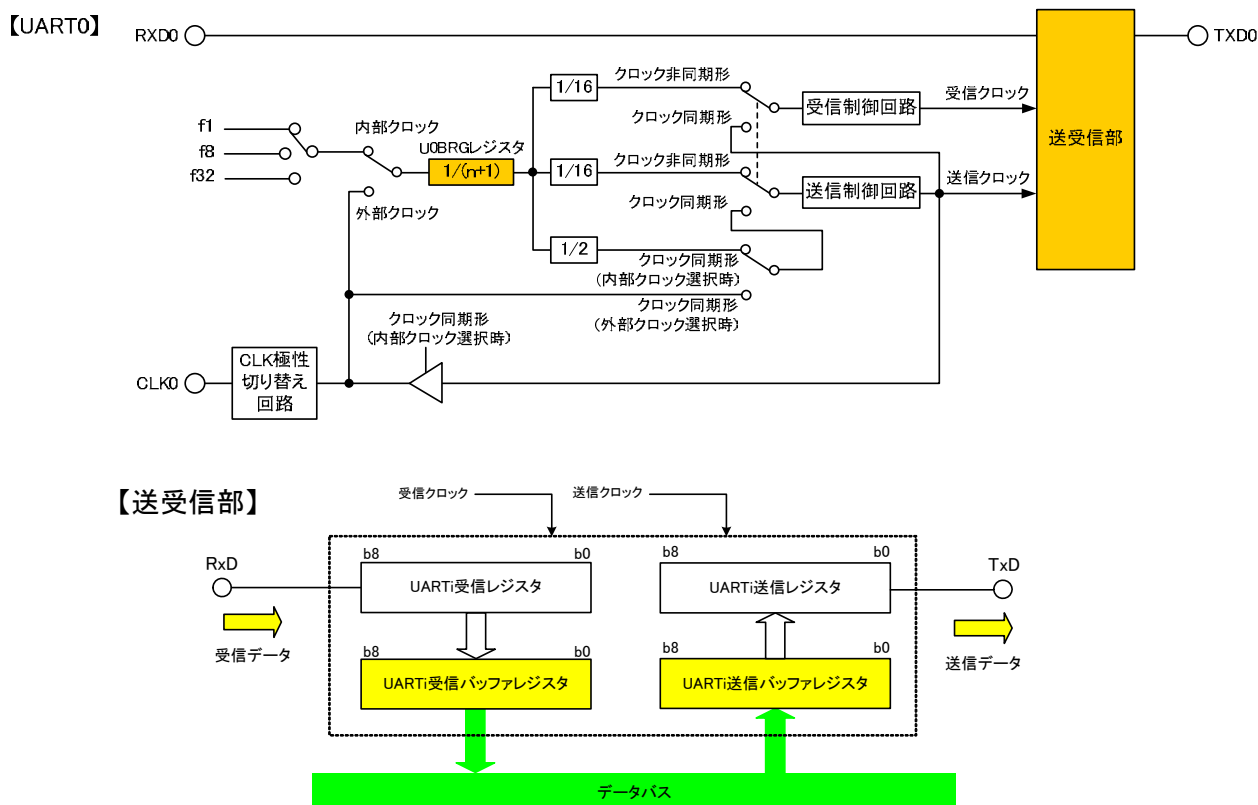 【UART0】
RXD0
TXD0
f1
f8
f32
内部クロック
外部クロック
U0BRGレジスタ
1/(n+1)
1/16
クロック非同期形
クロック同期形
受信制御回路
受信クロック
1/16
クロック非同期形
クロック同期形
送信制御回路
送信クロック
送受信部
1/2
クロック同期形
(内部クロック選択時)
クロック同期形
(外部クロック選択時)
クロック同期形
(内部クロック選択時)
CLK0
CLK極性
切り替え
回路
【送受信部】
受信クロック
送信クロック
RxD
受信データ
b8
b0
UARTi受信レジスタ
b8
b0
UARTi受信バッファレジスタ
b8
b0
UARTi送信レジスタ
b8
b0
UARTi送信バッファレジスタ
TxD
送信データ
データバス